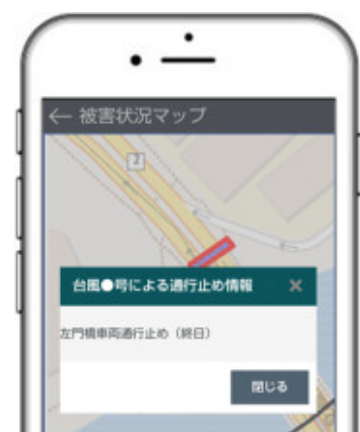 ← 被害状況マップ
2
台風●号による通行止め情報 ×
左門橋車両通行止め（終日）
閉じる